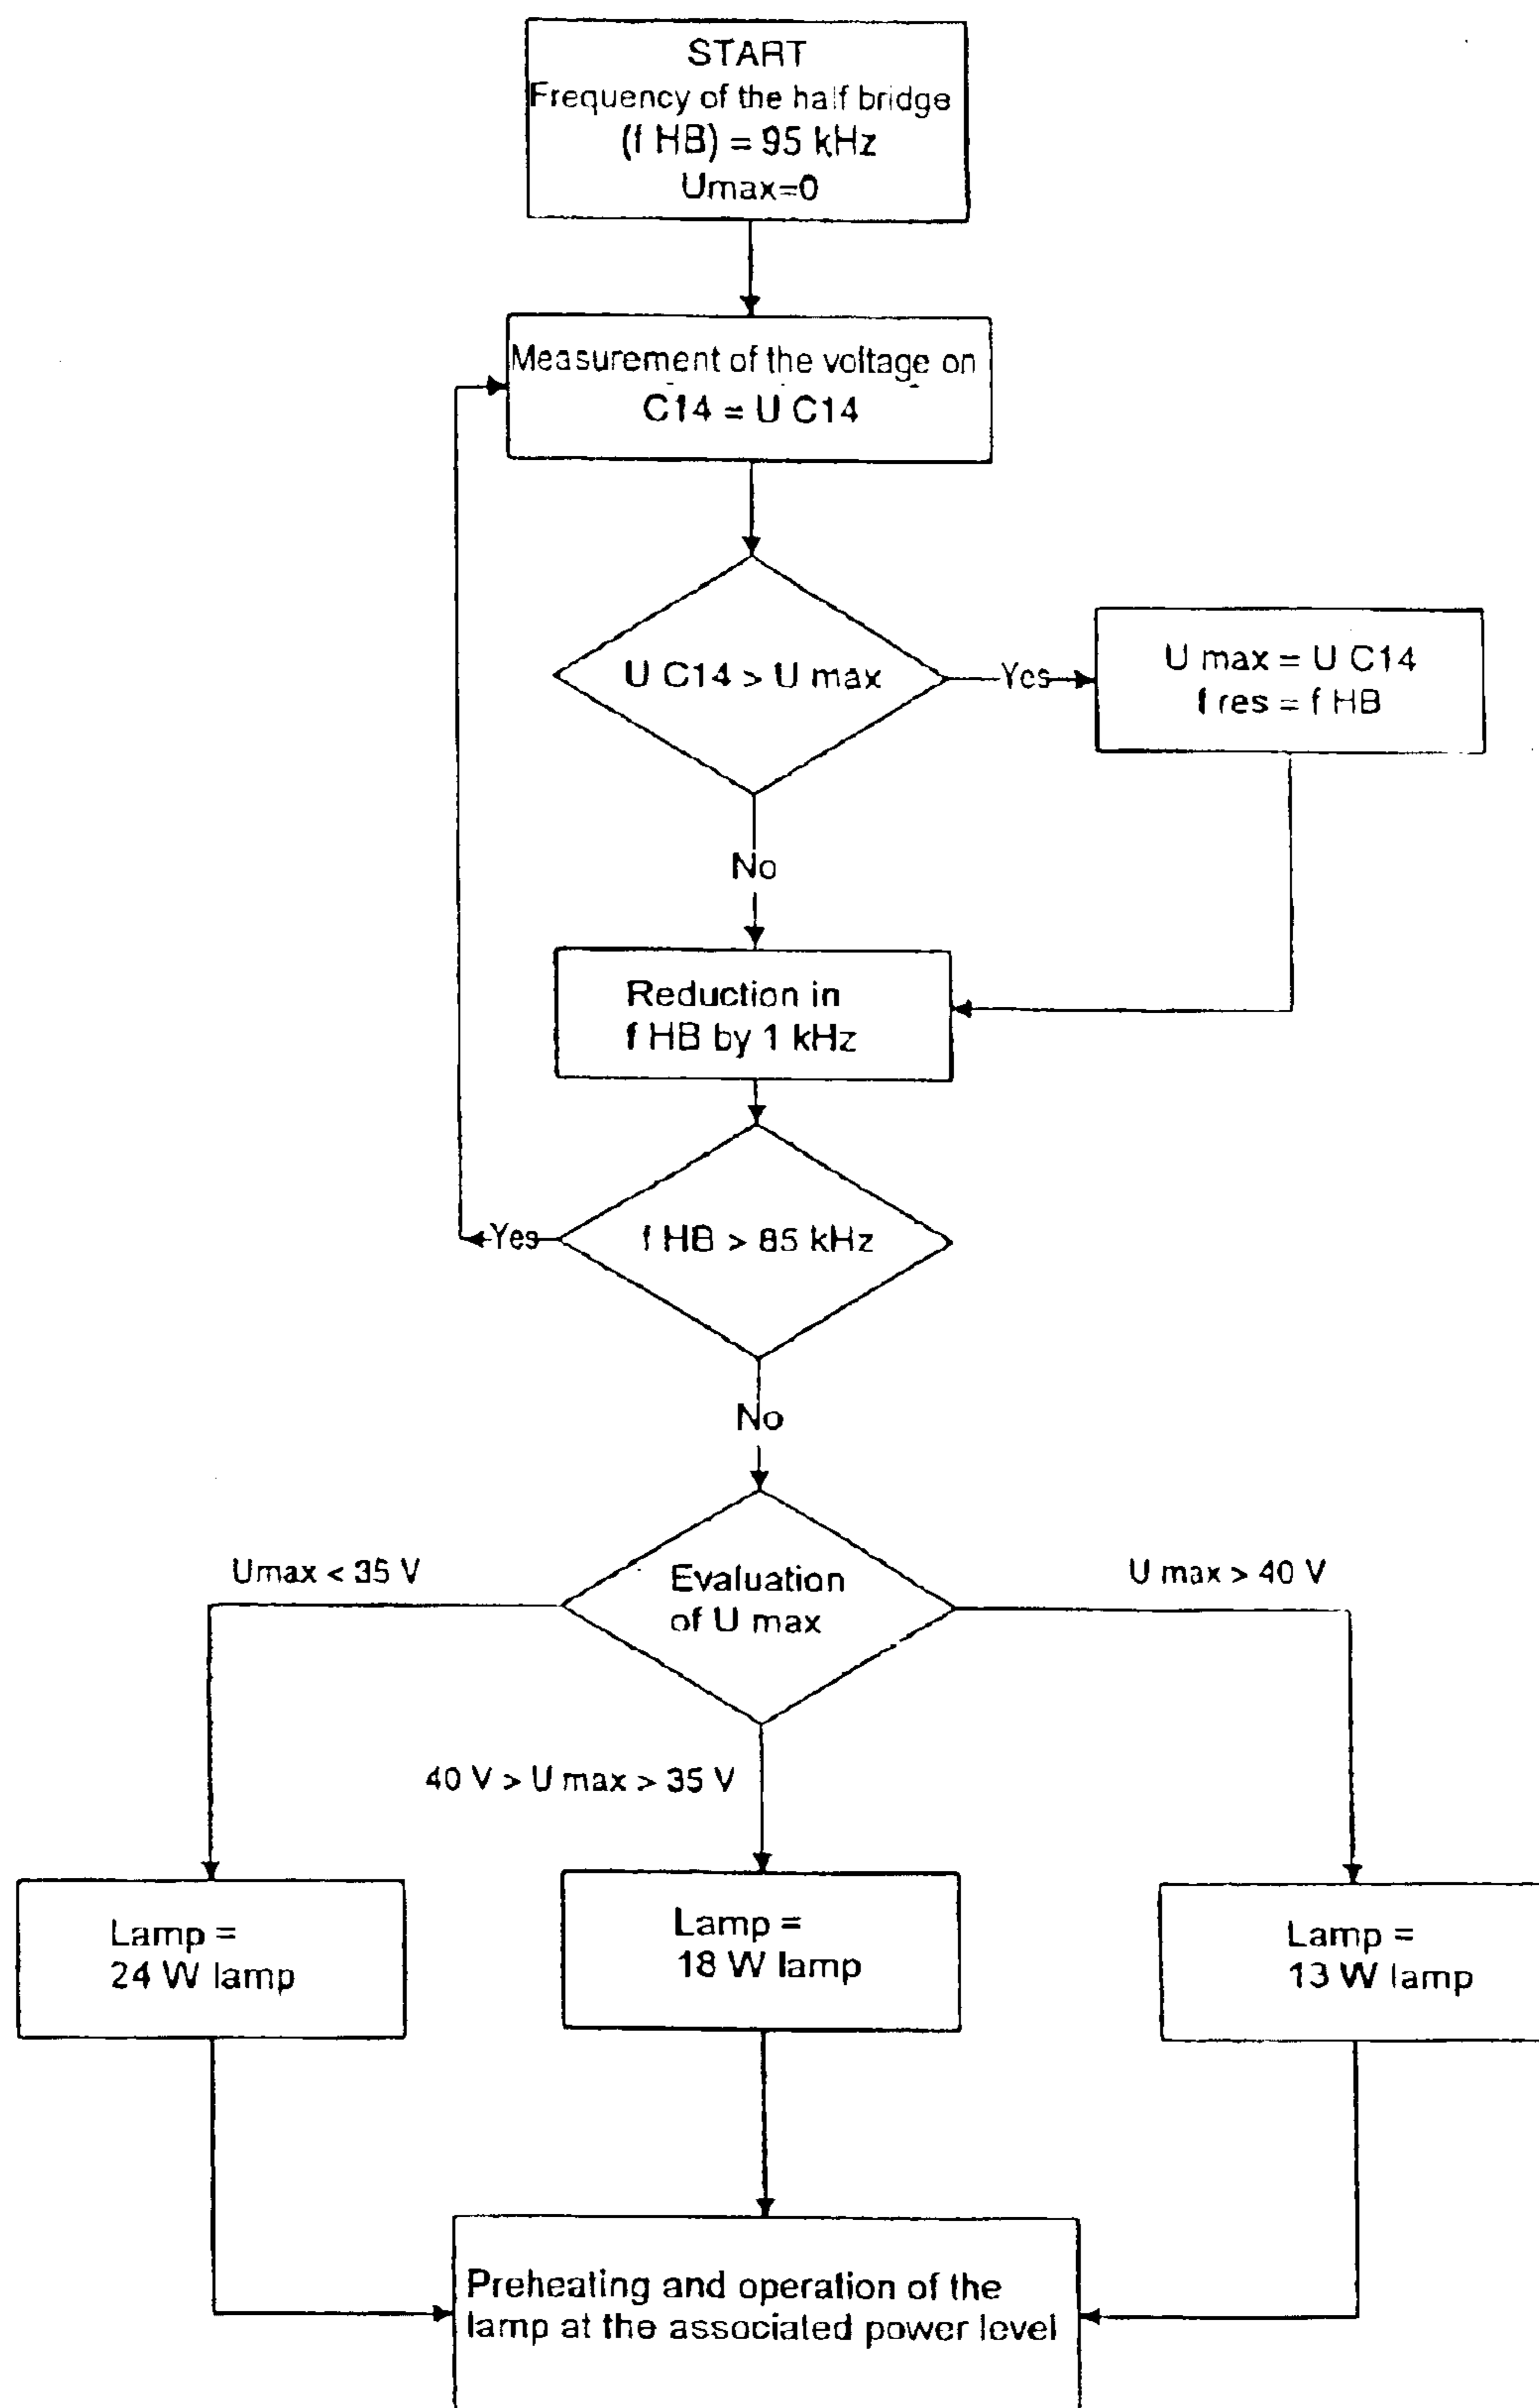 START
Frequency of the half bridge
(f HB) = 95 kHz
Umax=0
Measurement of the voltage on
C14 = U C14
U C14 > U max
Yes
U max = U C14
f res = f HB
No
Reduction in
f HB by 1 kHz
f HB > 85 kHz
Yes
No
Evaluation
of U max
Umax < 35 V
U max > 40 V
40 V > U max > 35 V
Lamp =
24 W lamp
Lamp =
18 W lamp
Lamp =
13 W lamp
Preheating and operation of the
lamp at the associated power level